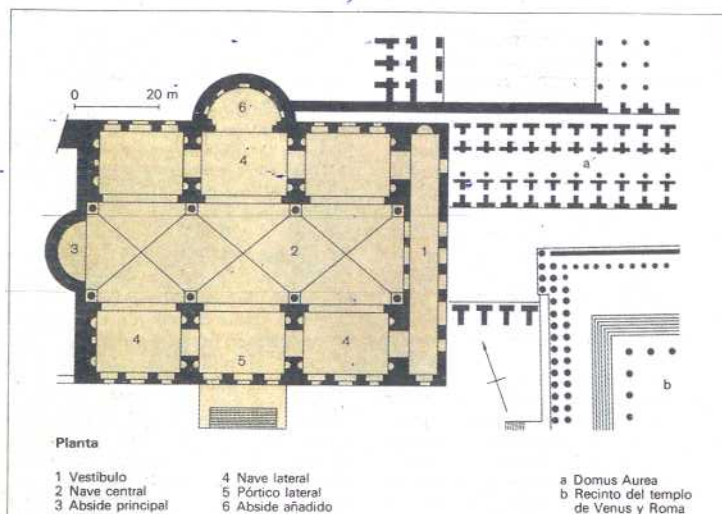 0 20 m
6
4
a
3
2
1
4
4
5
b
Planta
1 Vestíbulo
2 Nave central
3 Abside principal
4 Nave lateral
5 Pórtico lateral
6 Abside añadido
a Domus Aurea
b Recinto del templo
de Venus y Roma